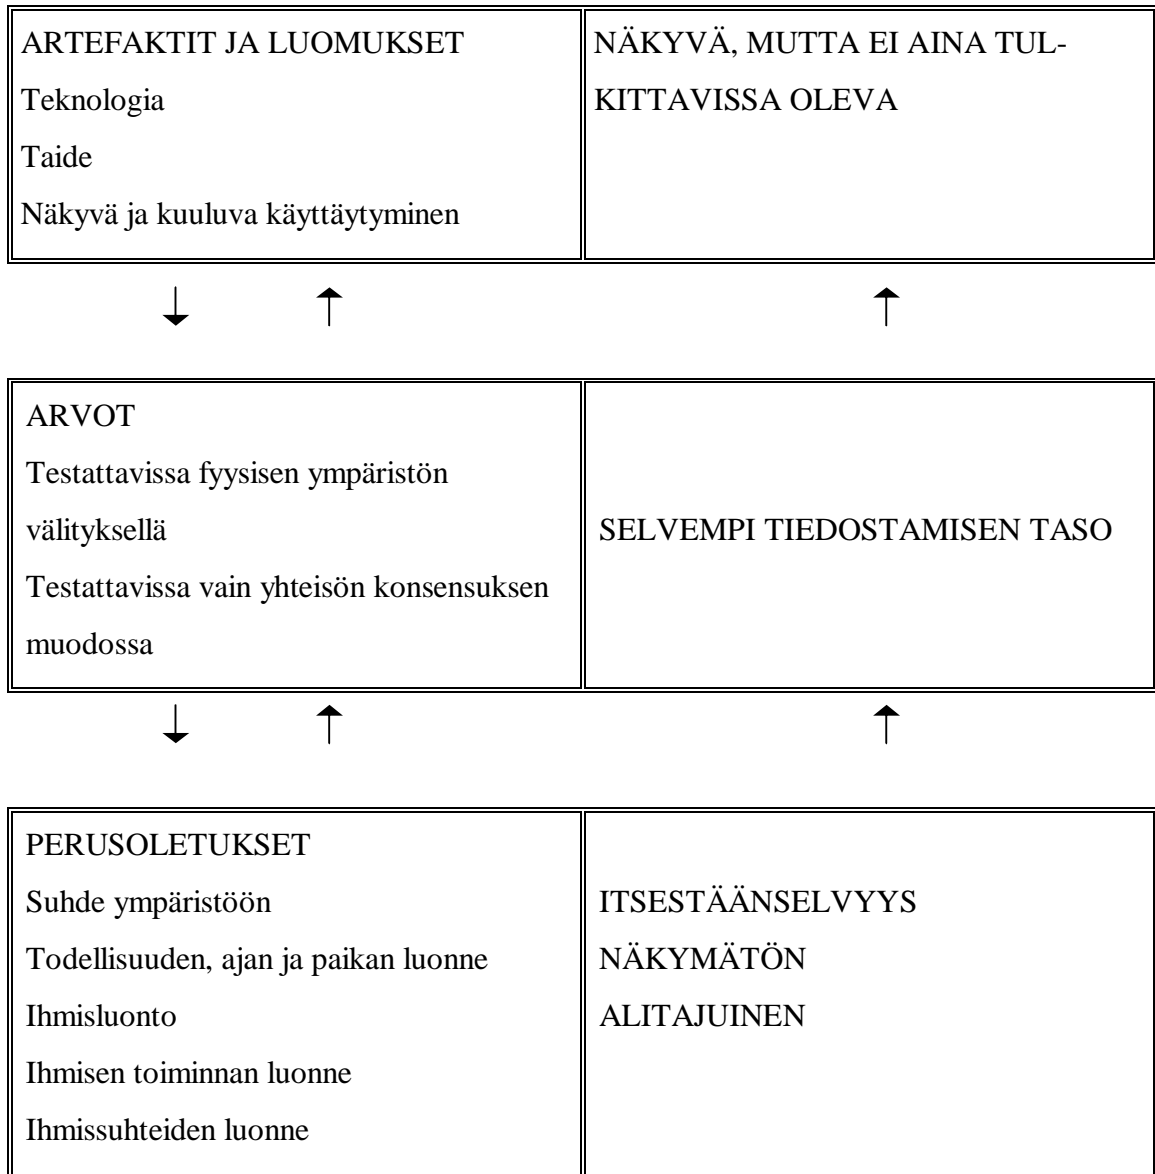 ARTEFAKTIT JA LUOMUKSET
Teknologia
Taide
Näkyvä ja kuuluva käyttäytyminen
NÄKYVÄ, MUTTA EI AINA TUL-
KITTAVISSA OLEVA
↓ ↑ ↑
ARVOT
Testattavissa fyysisen ympäristön
välityksellä
Testattavissa vain yhteisön konsensuksen
muodossa
SELVEMPI TIEDOSTAMISEN TASO
↓ ↑ ↑
PERUSOLETUKSET
Suhde ympäristöön
Todellisuuden, ajan ja paikan luonne
Ihmisluonto
Ihmisen toiminnan luonne
Ihmissuhteiden luonne
ITSESTÄÄNSELVYYS
NÄKYMÄTÖN
ALITAJUINEN